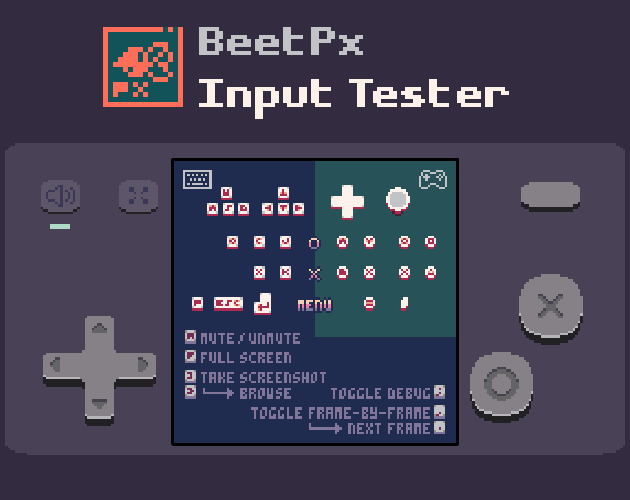 BeetPx
Input Tester
W
A S D
O C J O
X K X
ESC MENU
MUTE/UNMUTE
FULL SCREEN
TAKE SCREENSHOT
BROWSE TOGGLE DEBUG
TOGGLE FRAME-BY-FRAME
NEXT FRAME